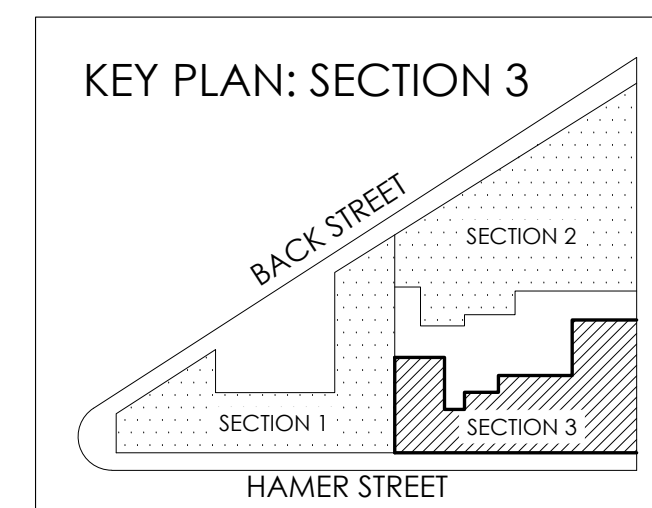 KEY PLAN: SECTION 3
BACK STREET
SECTION 2
SECTION 1
SECTION 3
HAMER STREET